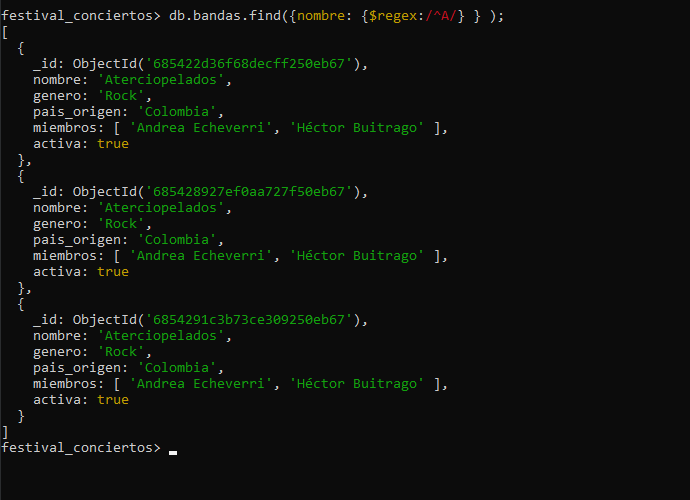 festival_conciertos> db.bandas.find({nombre: {$regex:/^A/} } );
[
  {
    _id: ObjectId('685422d36f68decff250eb67'),
    nombre: 'Aterciopelados',
    genero: 'Rock',
    pais_origen: 'Colombia',
    miembros: [ 'Andrea Echeverri', 'Héctor Buitrago' ],
    activa: true
  },
  {
    _id: ObjectId('685428927ef0aa727f50eb67'),
    nombre: 'Aterciopelados',
    genero: 'Rock',
    pais_origen: 'Colombia',
    miembros: [ 'Andrea Echeverri', 'Héctor Buitrago' ],
    activa: true
  },
  {
    _id: ObjectId('6854291c3b73ce309250eb67'),
    nombre: 'Aterciopelados',
    genero: 'Rock',
    pais_origen: 'Colombia',
    miembros: [ 'Andrea Echeverri', 'Héctor Buitrago' ],
    activa: true
  }
]
festival_conciertos>